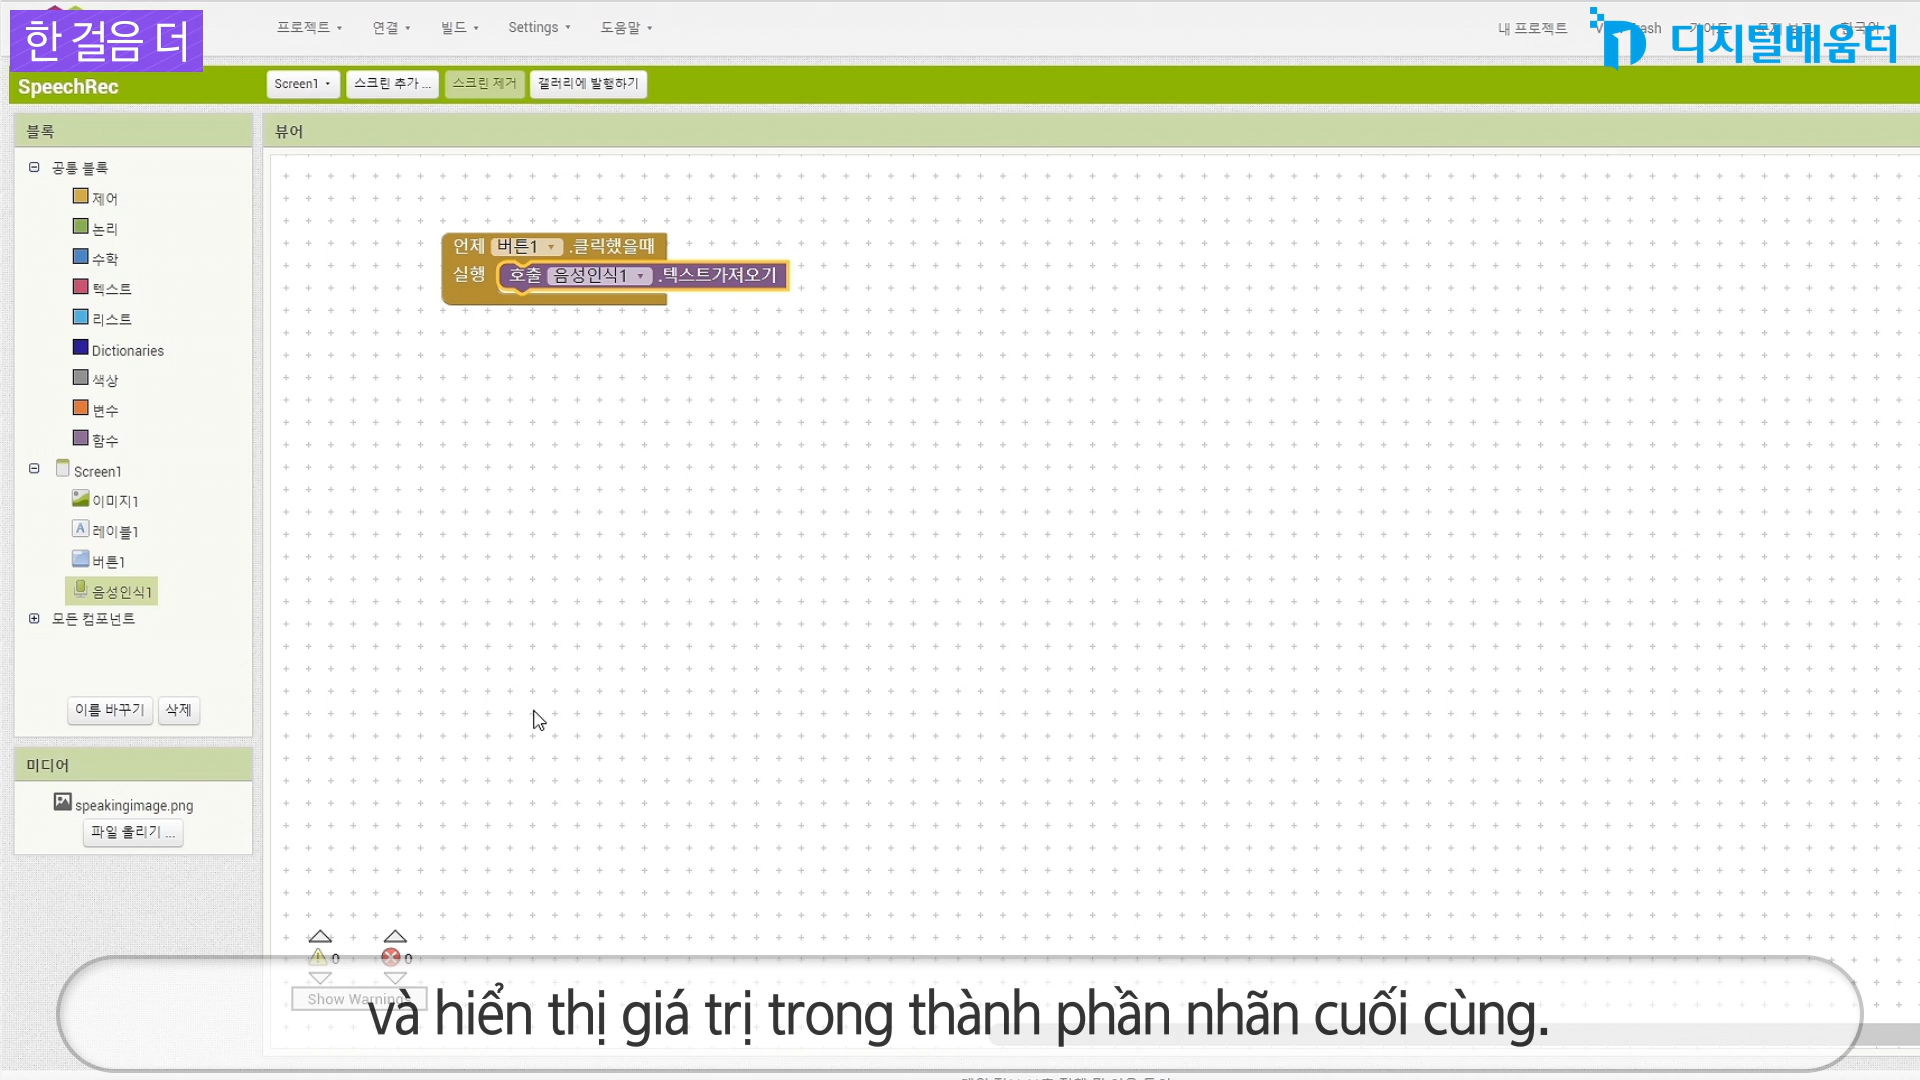 한 걸음 더
프로젝트 연결 빌드 Settings 도움말
내 프로젝트
디지털배움터
SpeechRec
Screen1 스크린 추가 ... 스크린 제거 갤러리에 발행하기
블록
뷰어
공통 블록
제어
논리
수학
텍스트
리스트
Dictionaries
색상
변수
함수
Screen1
이미지1
레이블1
버튼1
음성인식1
모든 컴포넌트
이름 바꾸기 삭제
미디어
speakingimage.png
파일 올리기 ...
언제 버튼1 .클릭했을때
실행 호출 음성인식1 .텍스트가져오기
0 0
Show Warnings
và hiển thị giá trị trong thành phần nhãn cuối cùng.